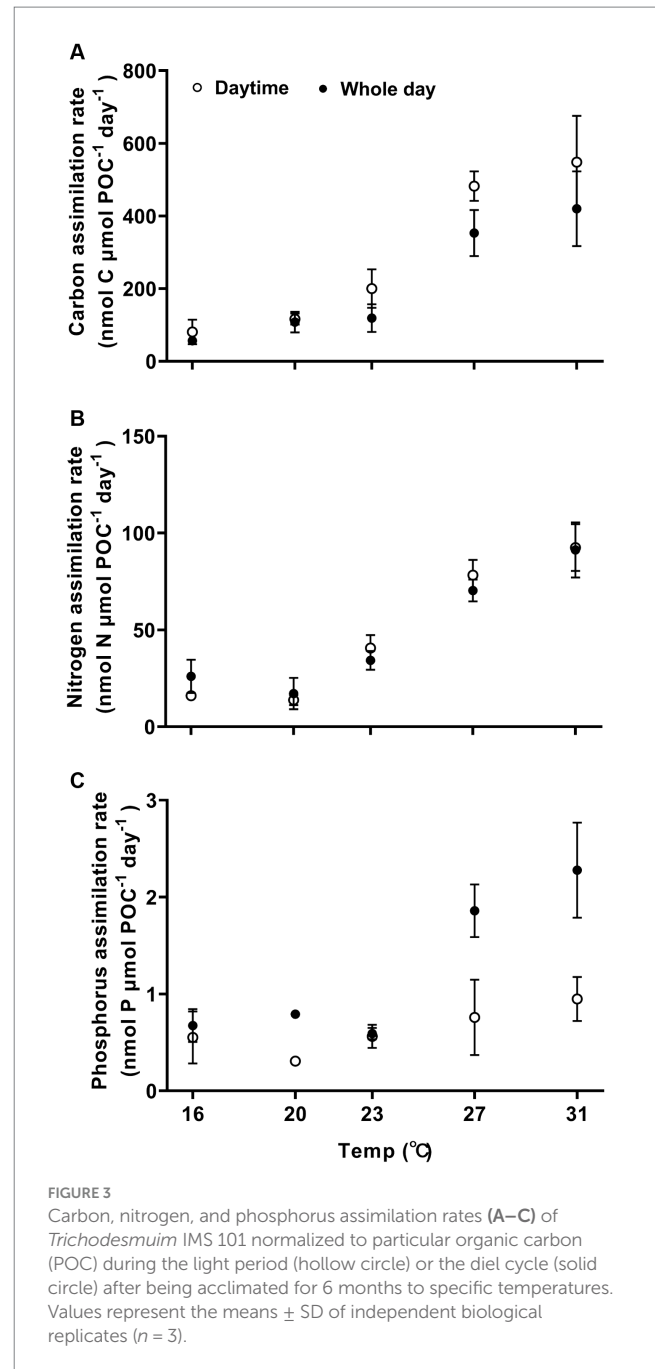 A
Carbon assimilation rate
(nmol C µmol POC-1 day-1 )
800
600
400
200
0
Daytime
Whole day
B
Nitrogen assimilation rate
(nmol N µmol POC-1 day-1 )
150
100
50
0
C
Phosphorus assimilation rate
(nmol P µmol POC-1 day-1 )
3
2
1
0
16 20 23 27 31
Temp (°C)
FIGURE 3
Carbon, nitrogen, and phosphorus assimilation rates (A–C) of
Trichodesmuim IMS 101 normalized to particular organic carbon
(POC) during the light period (hollow circle) or the diel cycle (solid
circle) after being acclimated for 6 months to specific temperatures.
Values represent the means ± SD of independent biological
replicates (n = 3).